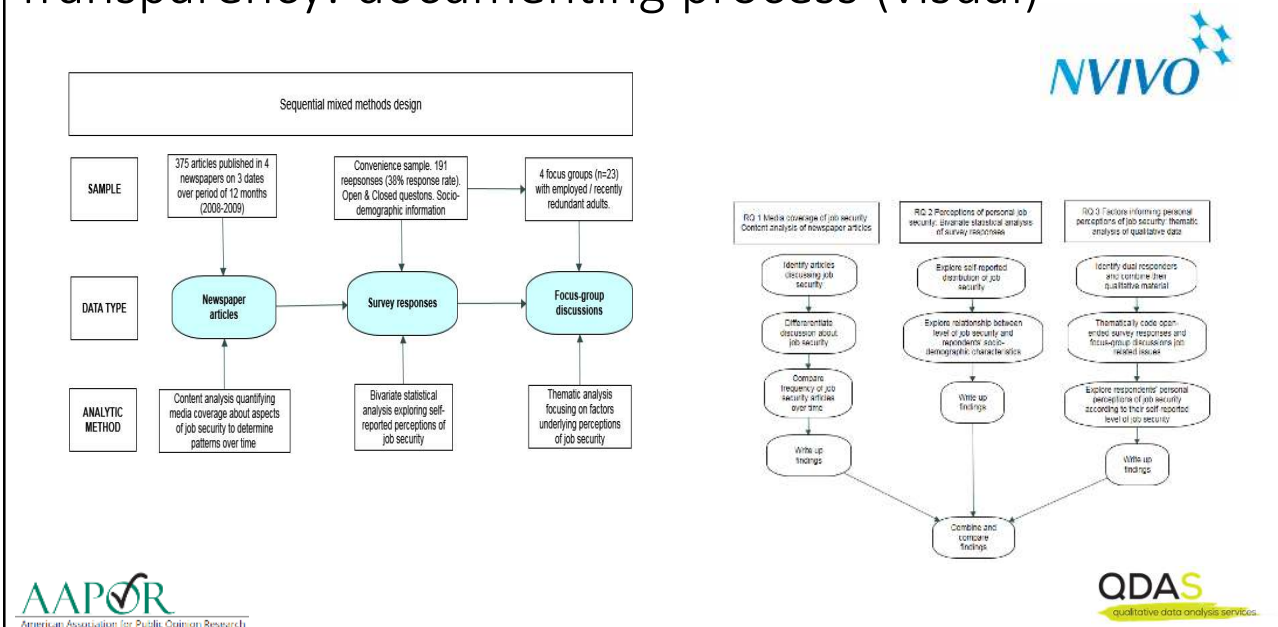 Transparency: documenting process (visual)
NVIVO
Sequential mixed methods design
SAMPLE
375 articles published in 4
newspapers on 3 dates
over period of 12 months
(2008-2009)
Convenience sample. 191
reepsonses (38% response rate).
Open & Closed questons. Socio-
demographic information
4 focus groups (n=23)
with employed / recently
redundant adults.
DATA TYPE
Newspaper
articles
Survey responses
Focus-group
discussions
ANALYTIC
METHOD
Content analysis quantifying
media coverage about aspects
of job security to determine
patterns over time
Bivariate statistical
analysis exploring self-
reported perceptions of
job security
Thematic analysis
focusing on factors
underlying perceptions
of job security
RQ 1 Media coverage of job security
Content analysis of newspaper articles
Identify articles
discussing job
security
Differentiate
discussion about
job security
Compare
frequency of job
security articles
over time
Write up
findings
RQ 2 Perceptions of personal job
security: Bivariate statistical analysis
of survey responses
Explore self-reported
distribution of job
security
Explore relationship between
level of job security and
repondents' socio-
demographic characteristics
Write up
findings
RQ 3 Factors informing personal
perceptions of job security: thematic
analysis of qualitative data
Identify dual responders
and combine their
qualitative material
Thematically code open-
ended survey responses and
focus-group discussions job
related issues
Explore respondents' personal
perceptions of job security
according to their self-reported
level of job security
Write up
findings
Combine and
compare
findings
AAPOR
American Association for Public Opinion Research
QDAS
qualitative data analysis services